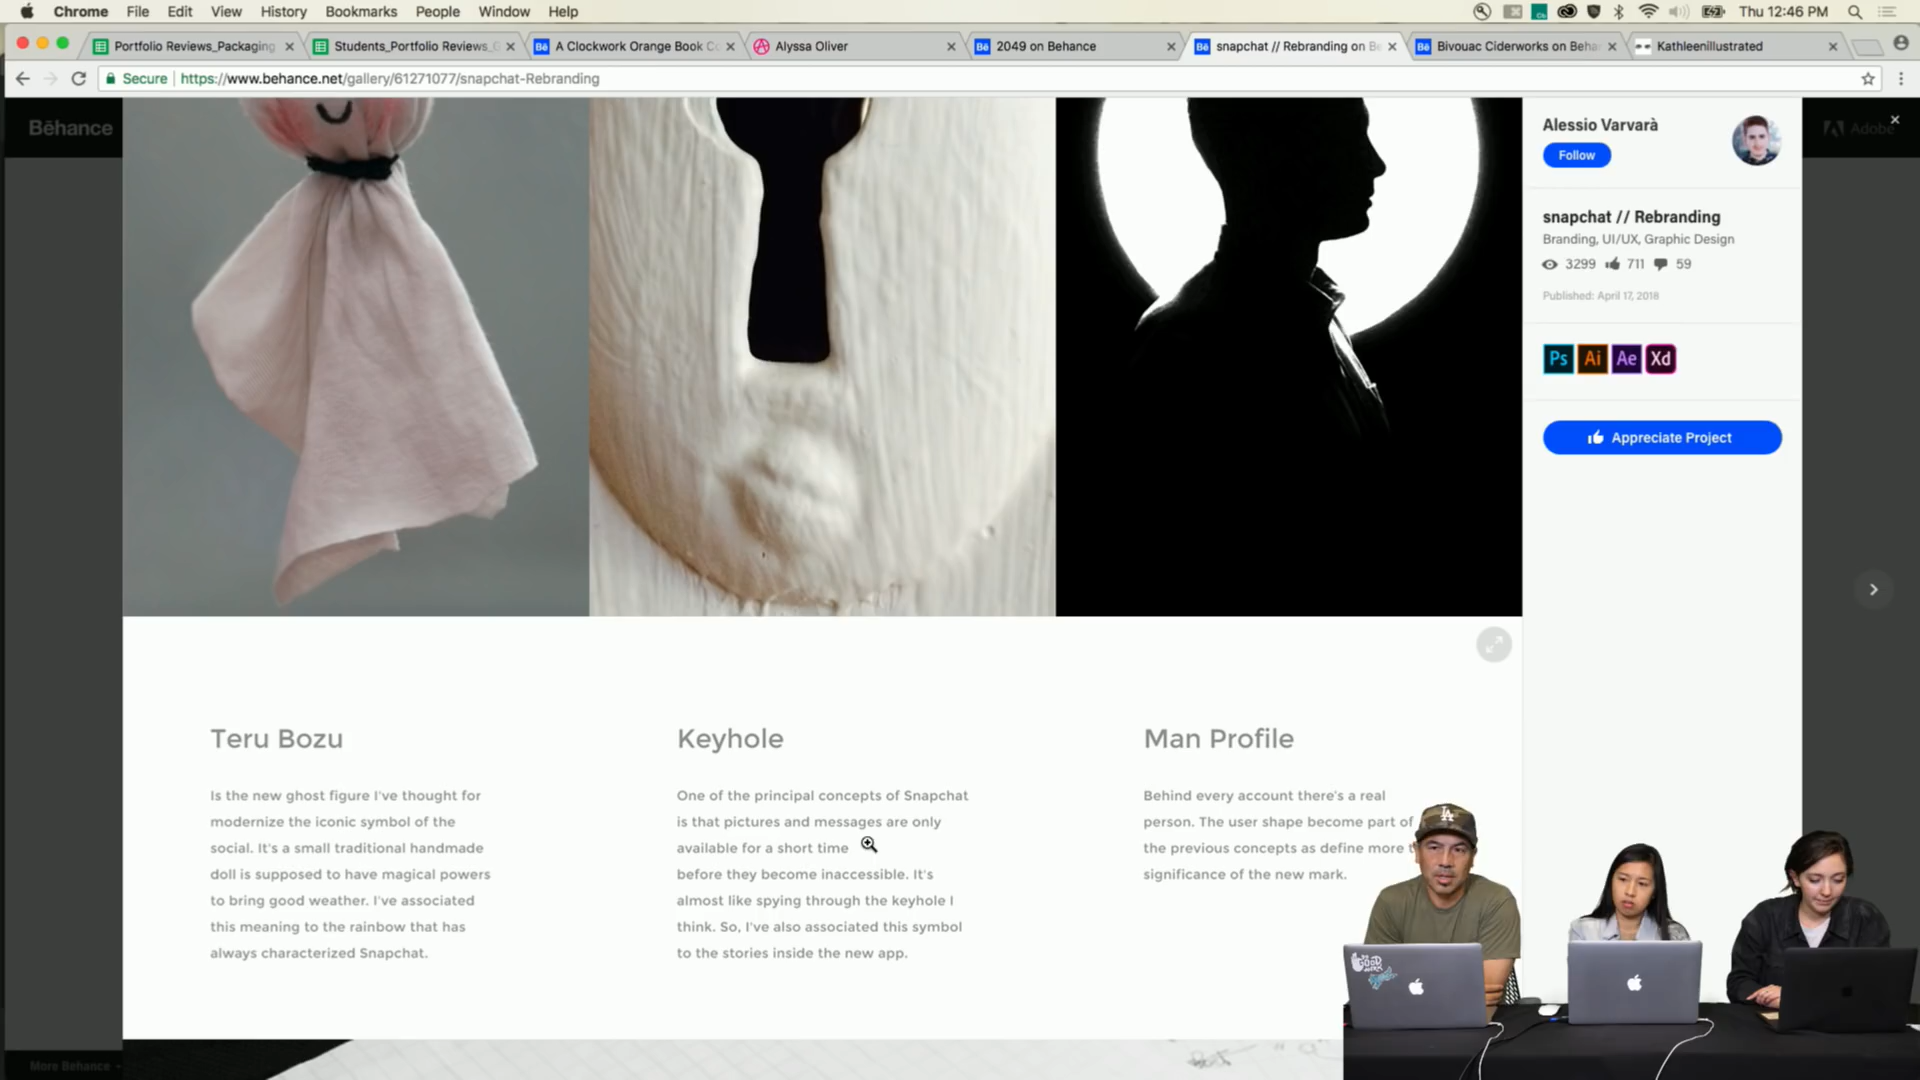 Chrome File Edit View History Bookmarks People Window Help
Thu 12:46 PM
Portfolio Reviews_Packaging
Students_Portfolio Reviews_
A Clockwork Orange Book
Alyssa Oliver
2049 on Behance
snapchat // Rebranding on
Bivouac Ciderworks on
Kathleenillustrated
Secure
https://www.behance.net/gallery/61271077/snapchat-Rebranding
Bēhance
Adobe
Alessio Varvarà
Follow
snapchat // Rebranding
Branding, UI/UX, Graphic Design
3299 711 59
Published: April 17, 2018
Ps Ai Ae Xd
Appreciate Project
Teru Bozu
Is the new ghost figure I've thought for
modernize the iconic symbol of the
social. It's a small traditional handmade
doll is supposed to have magical powers
to bring good weather. I've associated
this meaning to the rainbow that has
always characterized Snapchat.
Keyhole
One of the principal concepts of Snapchat
is that pictures and messages are only
available for a short time
before they become inaccessible. It's
almost like spying through the keyhole I
think. So, I've also associated this symbol
to the stories inside the new app.
Man Profile
Behind every account there's a real
person. The user shape become part of
the previous concepts as define more
significance of the new mark.
More Behance
LA
GOOD